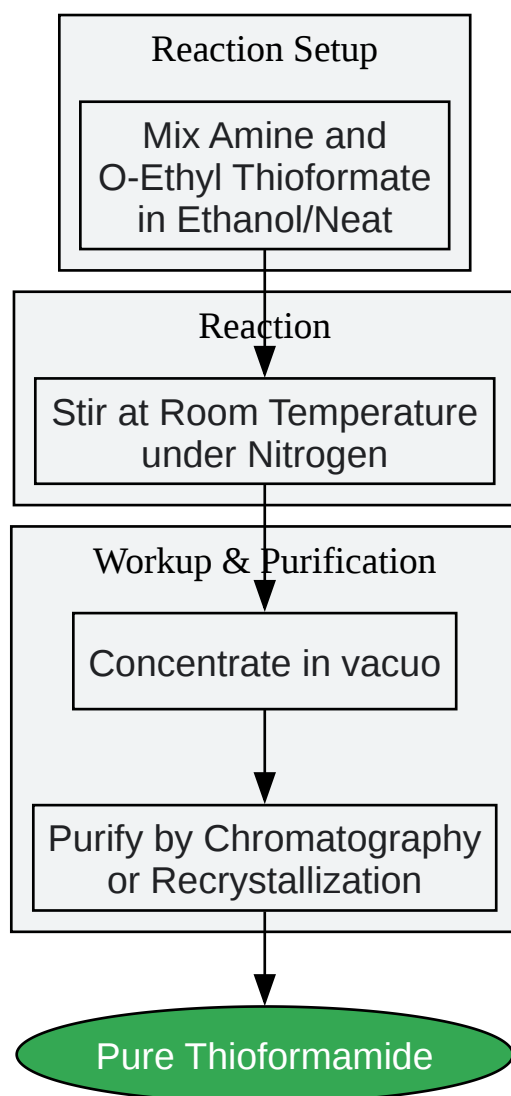 Reaction Setup
Mix Amine and
O-Ethyl Thioformate
in Ethanol/Neat
Reaction
Stir at Room Temperature
under Nitrogen
Workup & Purification
Concentrate in vacuo
Purify by Chromatography
or Recrystallization
Pure Thioformamide